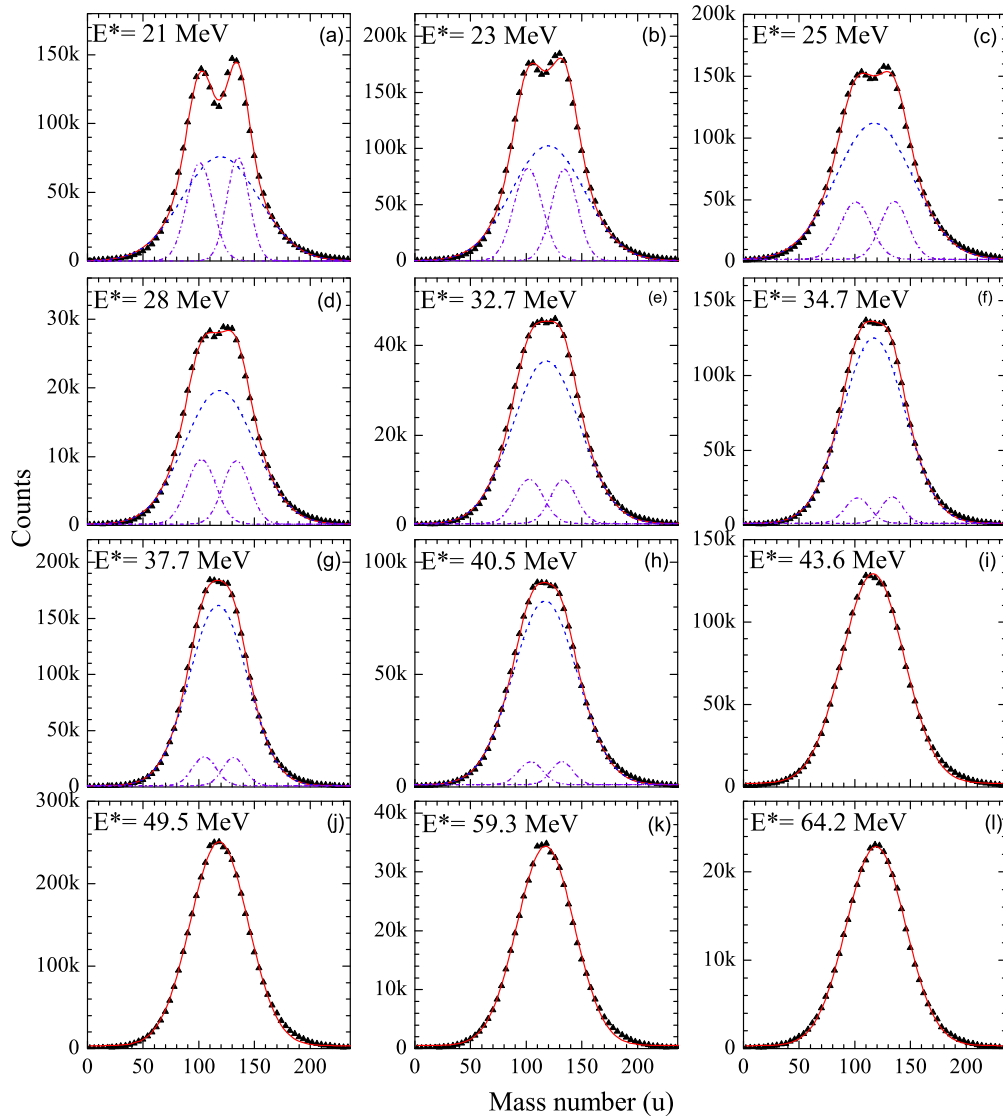 E*= 21 MeV (a)
150k
100k
50k
0
E*= 23 MeV (b)
200k
150k
100k
50k
0
E*= 25 MeV (c)
200k
150k
100k
50k
0
E*= 28 MeV (d)
30k
20k
10k
0
E*= 32.7 MeV (e)
40k
20k
0
E*= 34.7 MeV (f)
150k
100k
50k
0
Counts
E*= 37.7 MeV (g)
200k
150k
100k
50k
0
E*= 40.5 MeV (h)
100k
50k
0
E*= 43.6 MeV (i)
150k
100k
50k
0
E*= 49.5 MeV (j)
300k
200k
100k
0
0 50 100 150 200
E*= 59.3 MeV (k)
40k
30k
20k
10k
0
0 50 100 150 200
E*= 64.2 MeV (l)
20k
10k
0
0 50 100 150 200
Mass number (u)